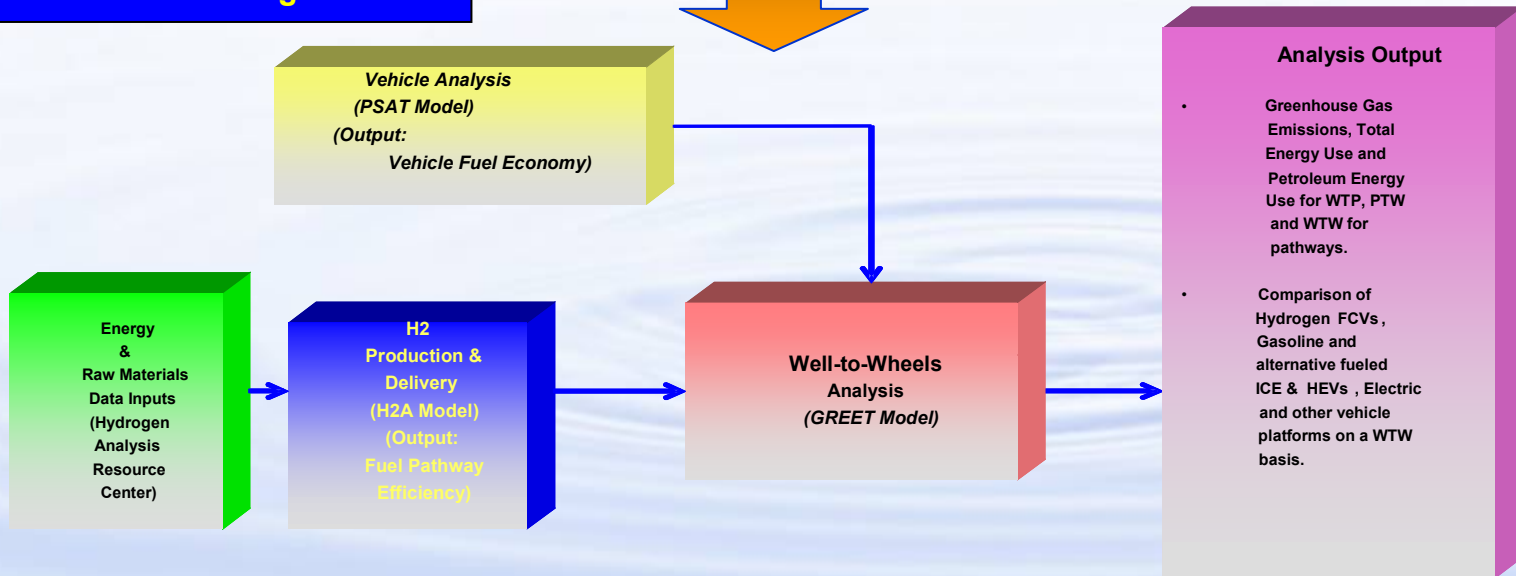 Vehicle Analysis
(PSAT Model)
(Output:
Vehicle Fuel Economy)
Energy
&
Raw Materials
Data Inputs
(Hydrogen
Analysis
Resource
Center)
H2
Production &
Delivery
(H2A Model)
(Output:
Fuel Pathway
Efficiency)
Well-to-Wheels
Analysis
(GREET Model)
Analysis Output
• Greenhouse Gas
Emissions, Total
Energy Use and
Petroleum Energy
Use for WTP, PTW
and WTW for
pathways.
• Comparison of
Hydrogen FCVs ,
Gasoline and
alternative fueled
ICE & HEVs , Electric
and other vehicle
platforms on a WTW
basis.